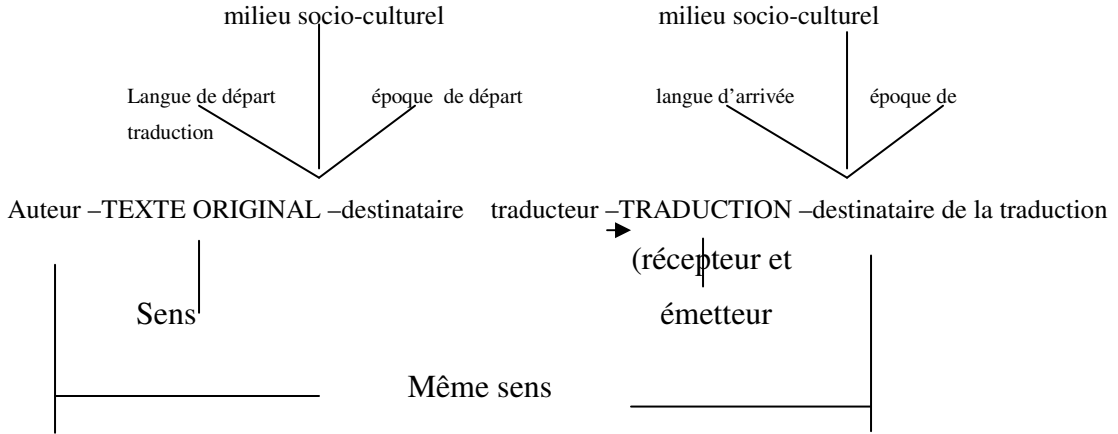 milieu socio-culturel milieu socio-culturel
Langue de départ époque de départ langue d’arrivée époque de
traduction
Auteur –TEXTE ORIGINAL –destinataire traducteur –TRADUCTION –destinataire de la traduction
(récepteur et
Sens émetteur
Même sens